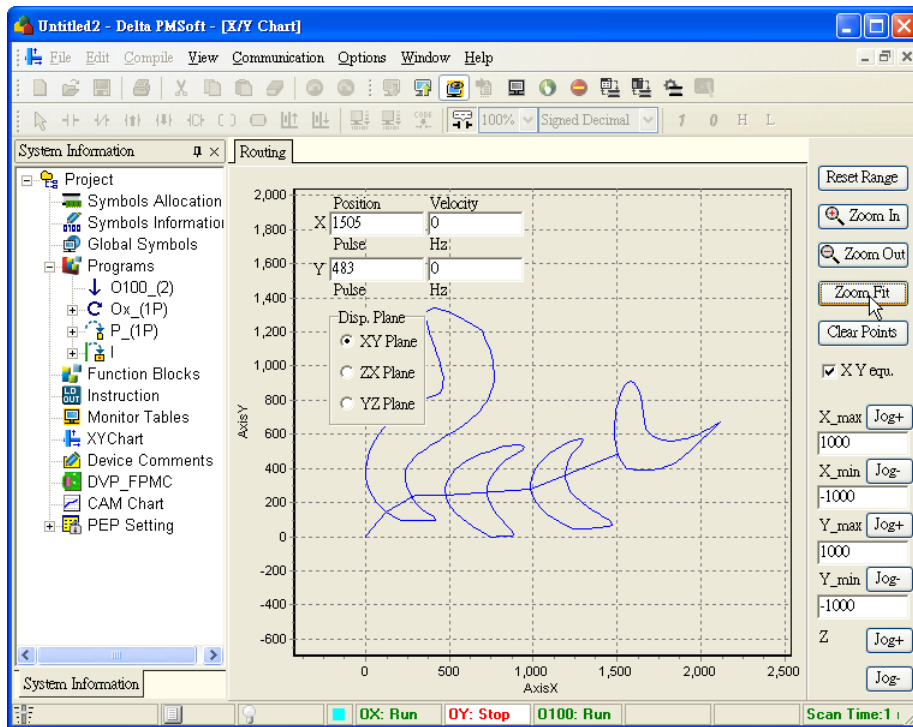 Untitled2 - Delta PMSoft - [X/Y Chart]
File Edit Compile View Communication Options Window Help
100% Signed Decimal 1 0 H L
System Information
Project
Symbols Allocation
Symbols Informatio
Global Symbols
Programs
O100_(2)
Ox_(1P)
P_(1P)
I
Function Blocks
Instruction
Monitor Tables
XYChart
Device Comments
DVP_FPMC
CAM Chart
PEP Setting
System Information
Routing
Position Velocity
X 1505 0
Pulse Hz
Y 483 0
Pulse Hz
Disp. Plane
XY Plane
ZX Plane
YZ Plane
AxisY
2,000
1,800
1,600
1,400
1,200
1,000
800
600
400
200
0
-200
-400
-600
0 500 1,000 1,500 2,000 2,500
AxisX
Reset Range
Zoom In
Zoom Out
Zoom Fit
Clear Points
X Y equ.
X_max Jog+
1000
X_min Jog-
-1000
Y_max Jog+
1000
Y_min Jog-
-1000
Z Jog+
Jog-
OX: Run OY: Stop O100: Run Scan Time:1